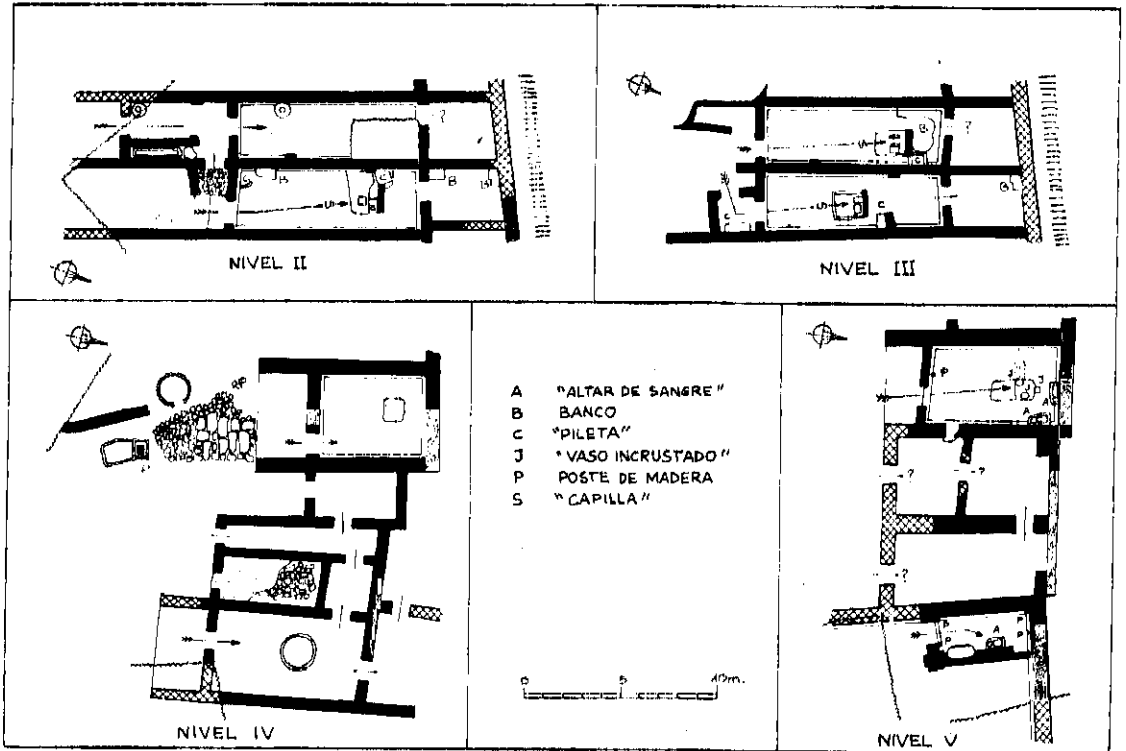 NIVEL II
B
C
B
B
B
S
?
NIVEL III
B
C
S
?
B
C
C
S
NIVEL IV
RP
A "ALTAR DE SANGRE"
B BANCO
C "PILETA"
J "VASO INCRUSTADO"
P POSTE DE MADERA
S "CAPILLA"
0 5 10m.
NIVEL V
P
J
J
A
A
?
?
?
B
A
P
P
P